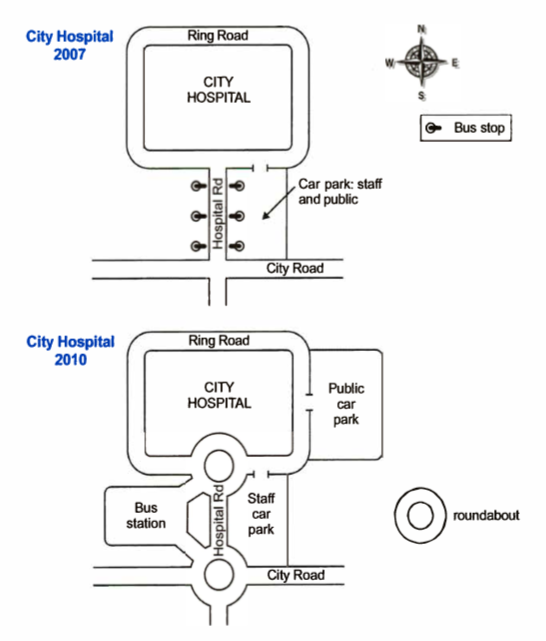 City Hospital
2007
Ring Road
CITY
HOSPITAL
N
W
E
S
Bus stop
Hospital Rd
Car park: staff
and public
City Road
City Hospital
2010
Ring Road
CITY
HOSPITAL
Public
car
park
Bus
station
Hospital Rd
Staff
car
park
roundabout
City Road